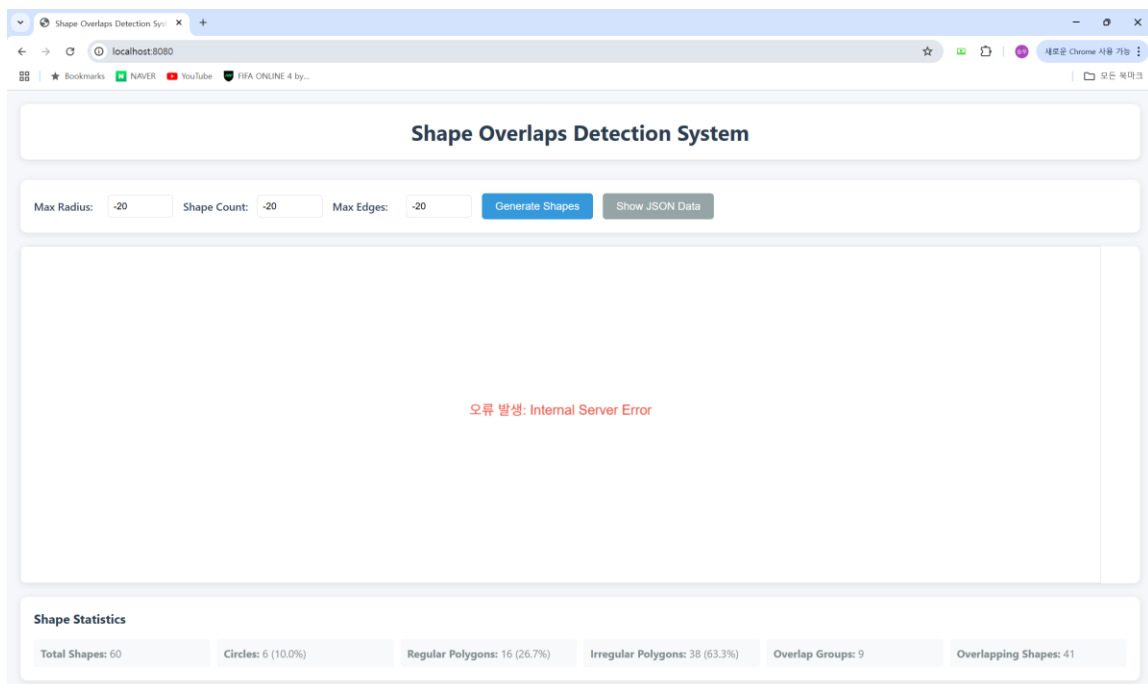 Shape Overlaps Detection Sys
localhost:8080
새로운 Chrome 사용 가능
Bookmarks NAVER YouTube FIFA ONLINE 4 by...
모든 북마크
Shape Overlaps Detection System
Max Radius: -20 Shape Count: -20 Max Edges: -20 Generate Shapes Show JSON Data
오류 발생: Internal Server Error
Shape Statistics
Total Shapes: 60 Circles: 6 (10.0%) Regular Polygons: 16 (26.7%) Irregular Polygons: 38 (63.3%) Overlap Groups: 9 Overlapping Shapes: 41